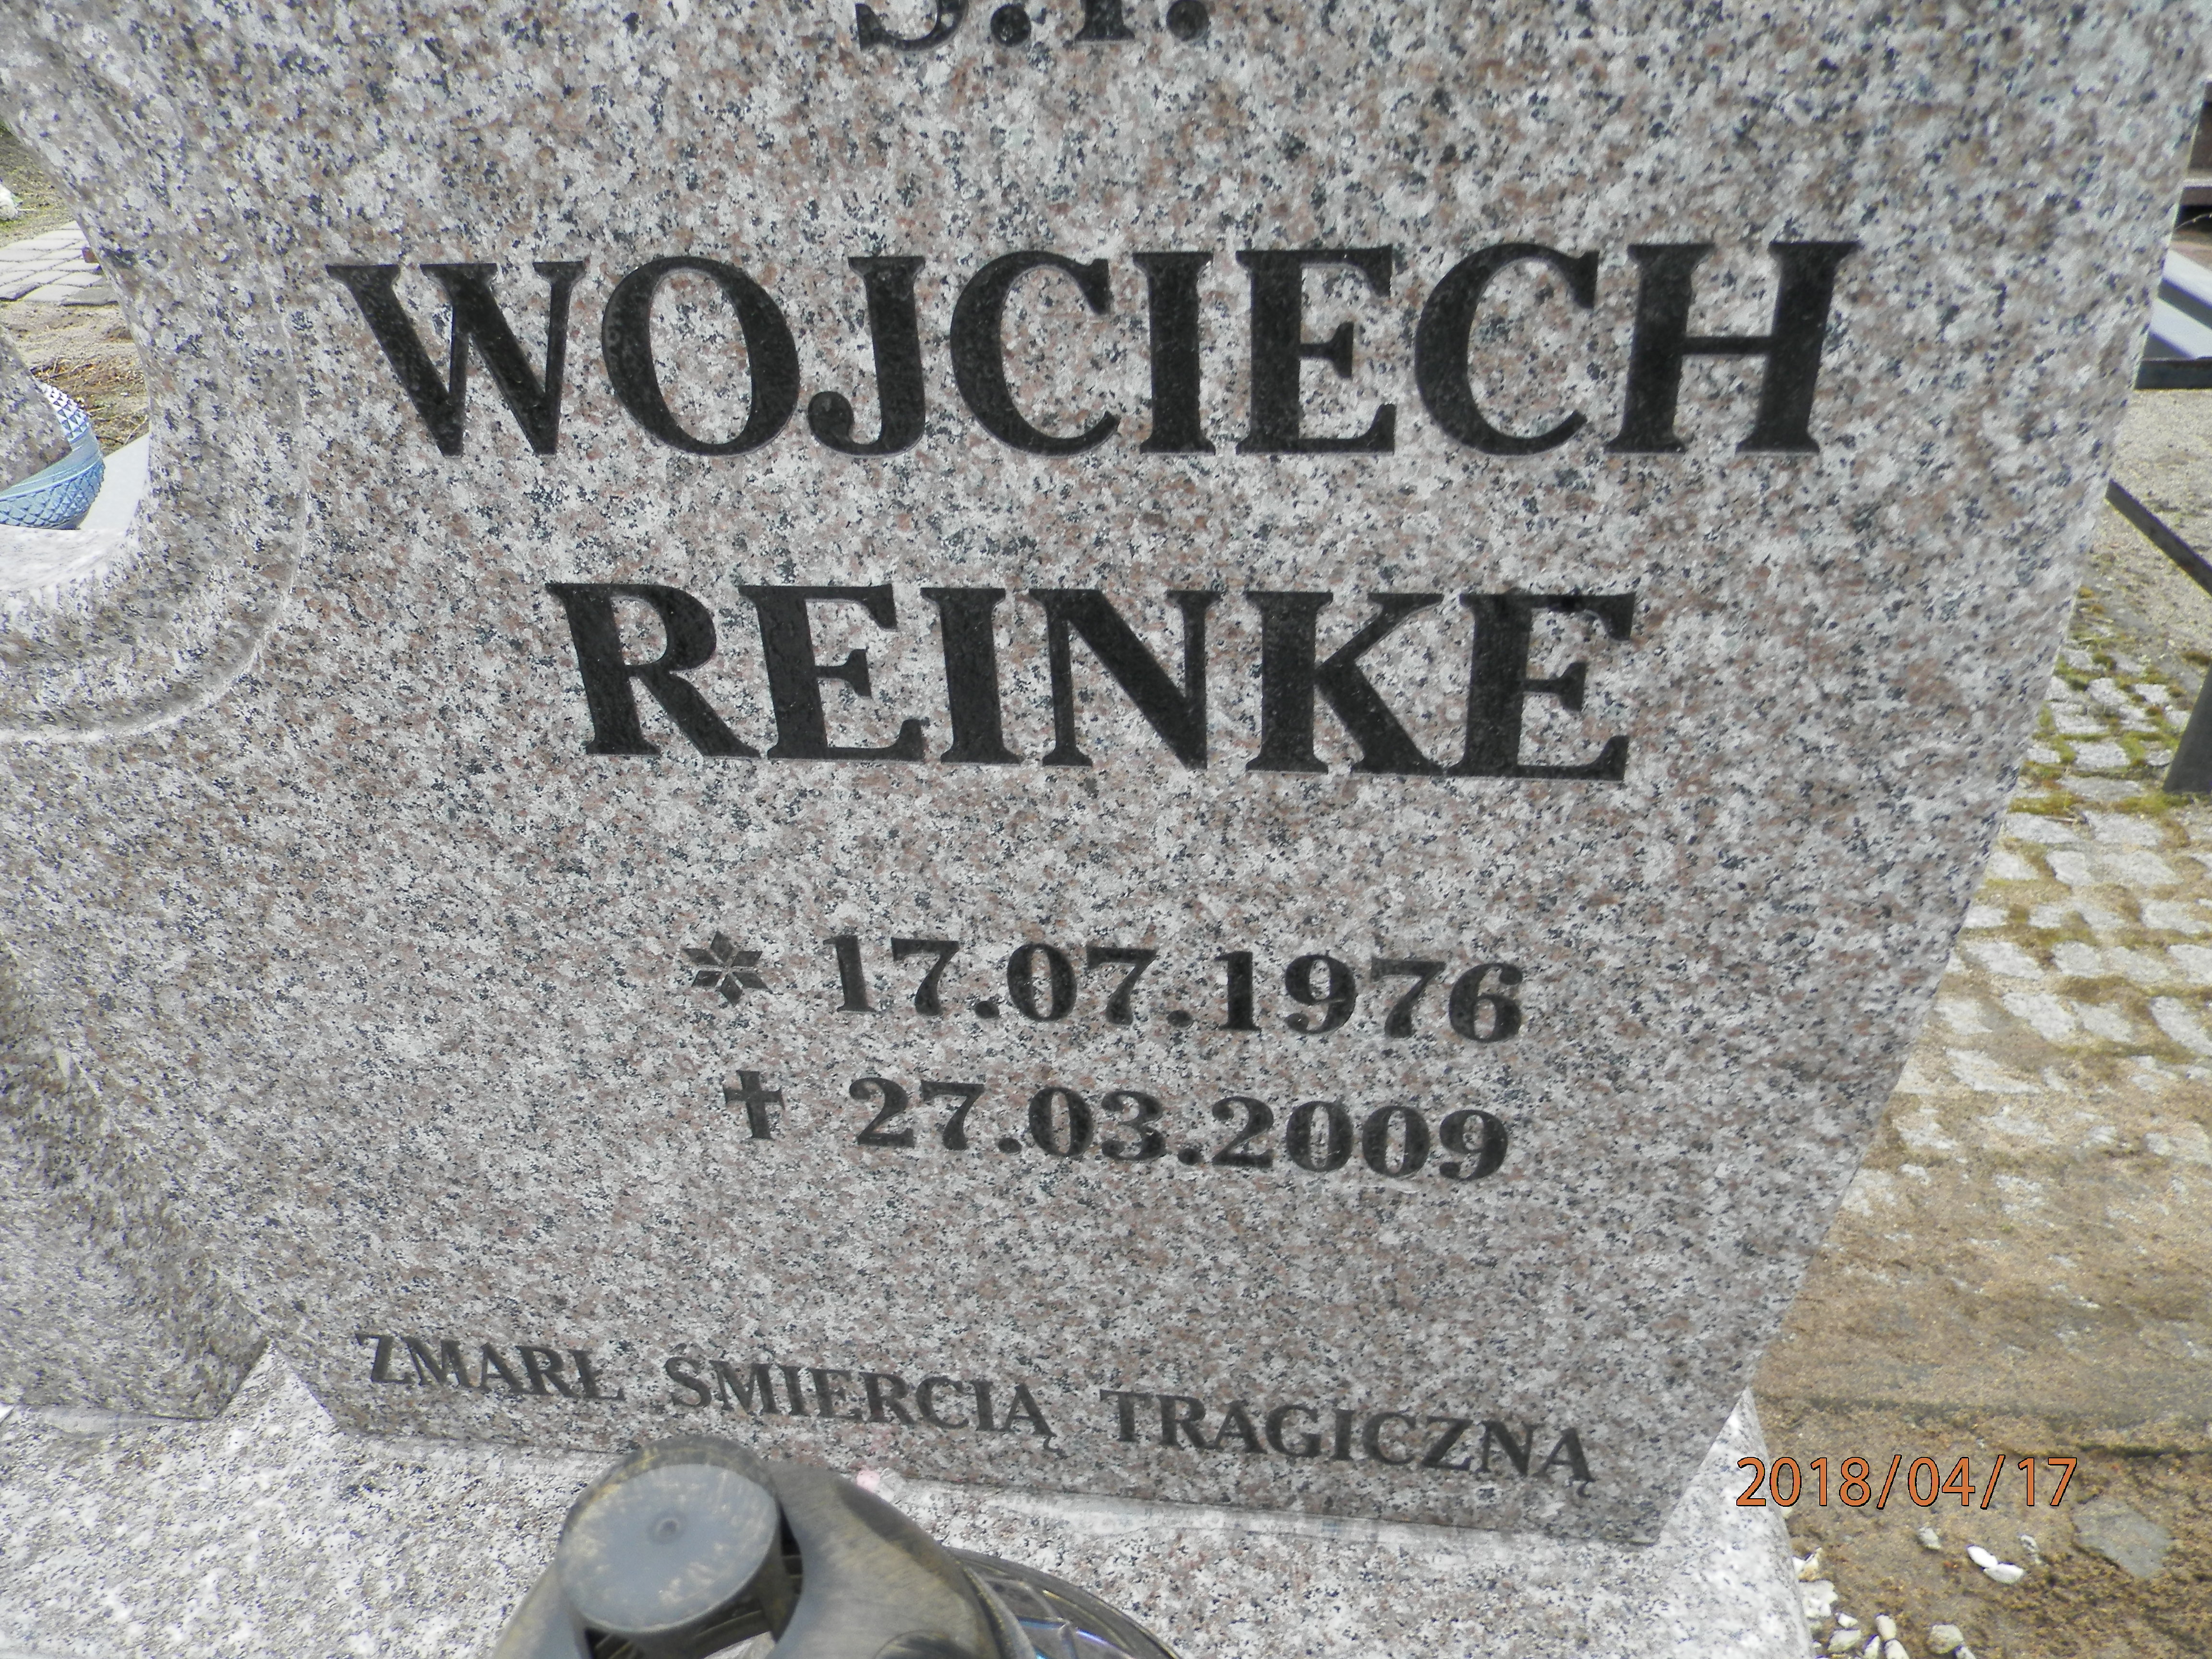 Ś.P.
WOJCIECH
REINKE
* 17.07.1976
✝ 27.03.2009
ZMARŁ ŚMIERCIĄ TRAGICZNĄ
2018/04/17